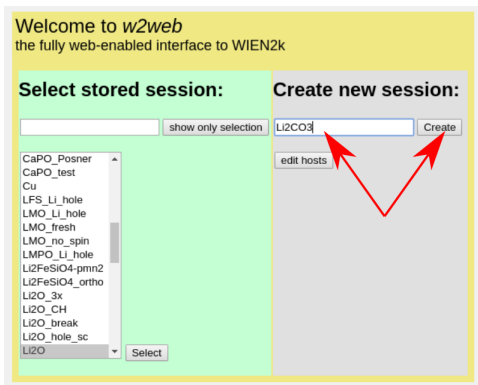 Welcome to w2web
the fully web-enabled interface to WIEN2k
Select stored session:
show only selection
CaPO_Posner
CaPO_test
Cu
LFS_Li_hole
LMO_Li_hole
LMO_fresh
LMO_no_spin
LMPO_Li_hole
Li2FeSiO4-pmn2
Li2FeSiO4_ortho
Li2O_3x
Li2O_CH
Li2O_break
Li2O_hole_sc
Li2O
Select
Create new session:
Li2CO3 Create
edit hosts